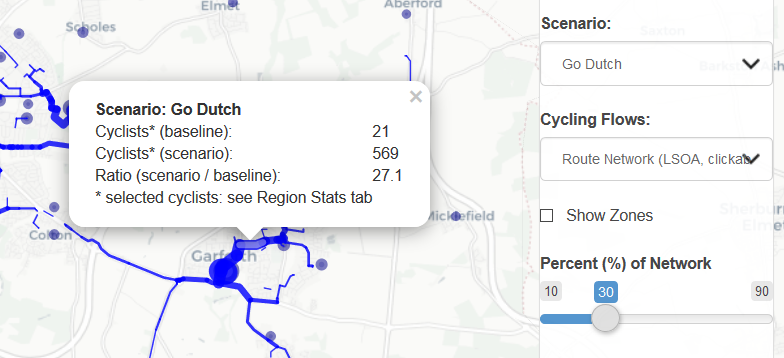 Scholes
Aberford
Scenario: Go Dutch
Cyclists* (baseline): 21
Cyclists* (scenario): 569
Ratio (scenario / baseline): 27.1
* selected cyclists: see Region Stats tab
×
Micklefield
Colton
Garforth
Scenario:
Saxton
Go Dutch
Cycling Flows:
Route Network (LSOA, clickab
Show Zones
Sherburn
Elmet
Percent (%) of Network
10
30
90